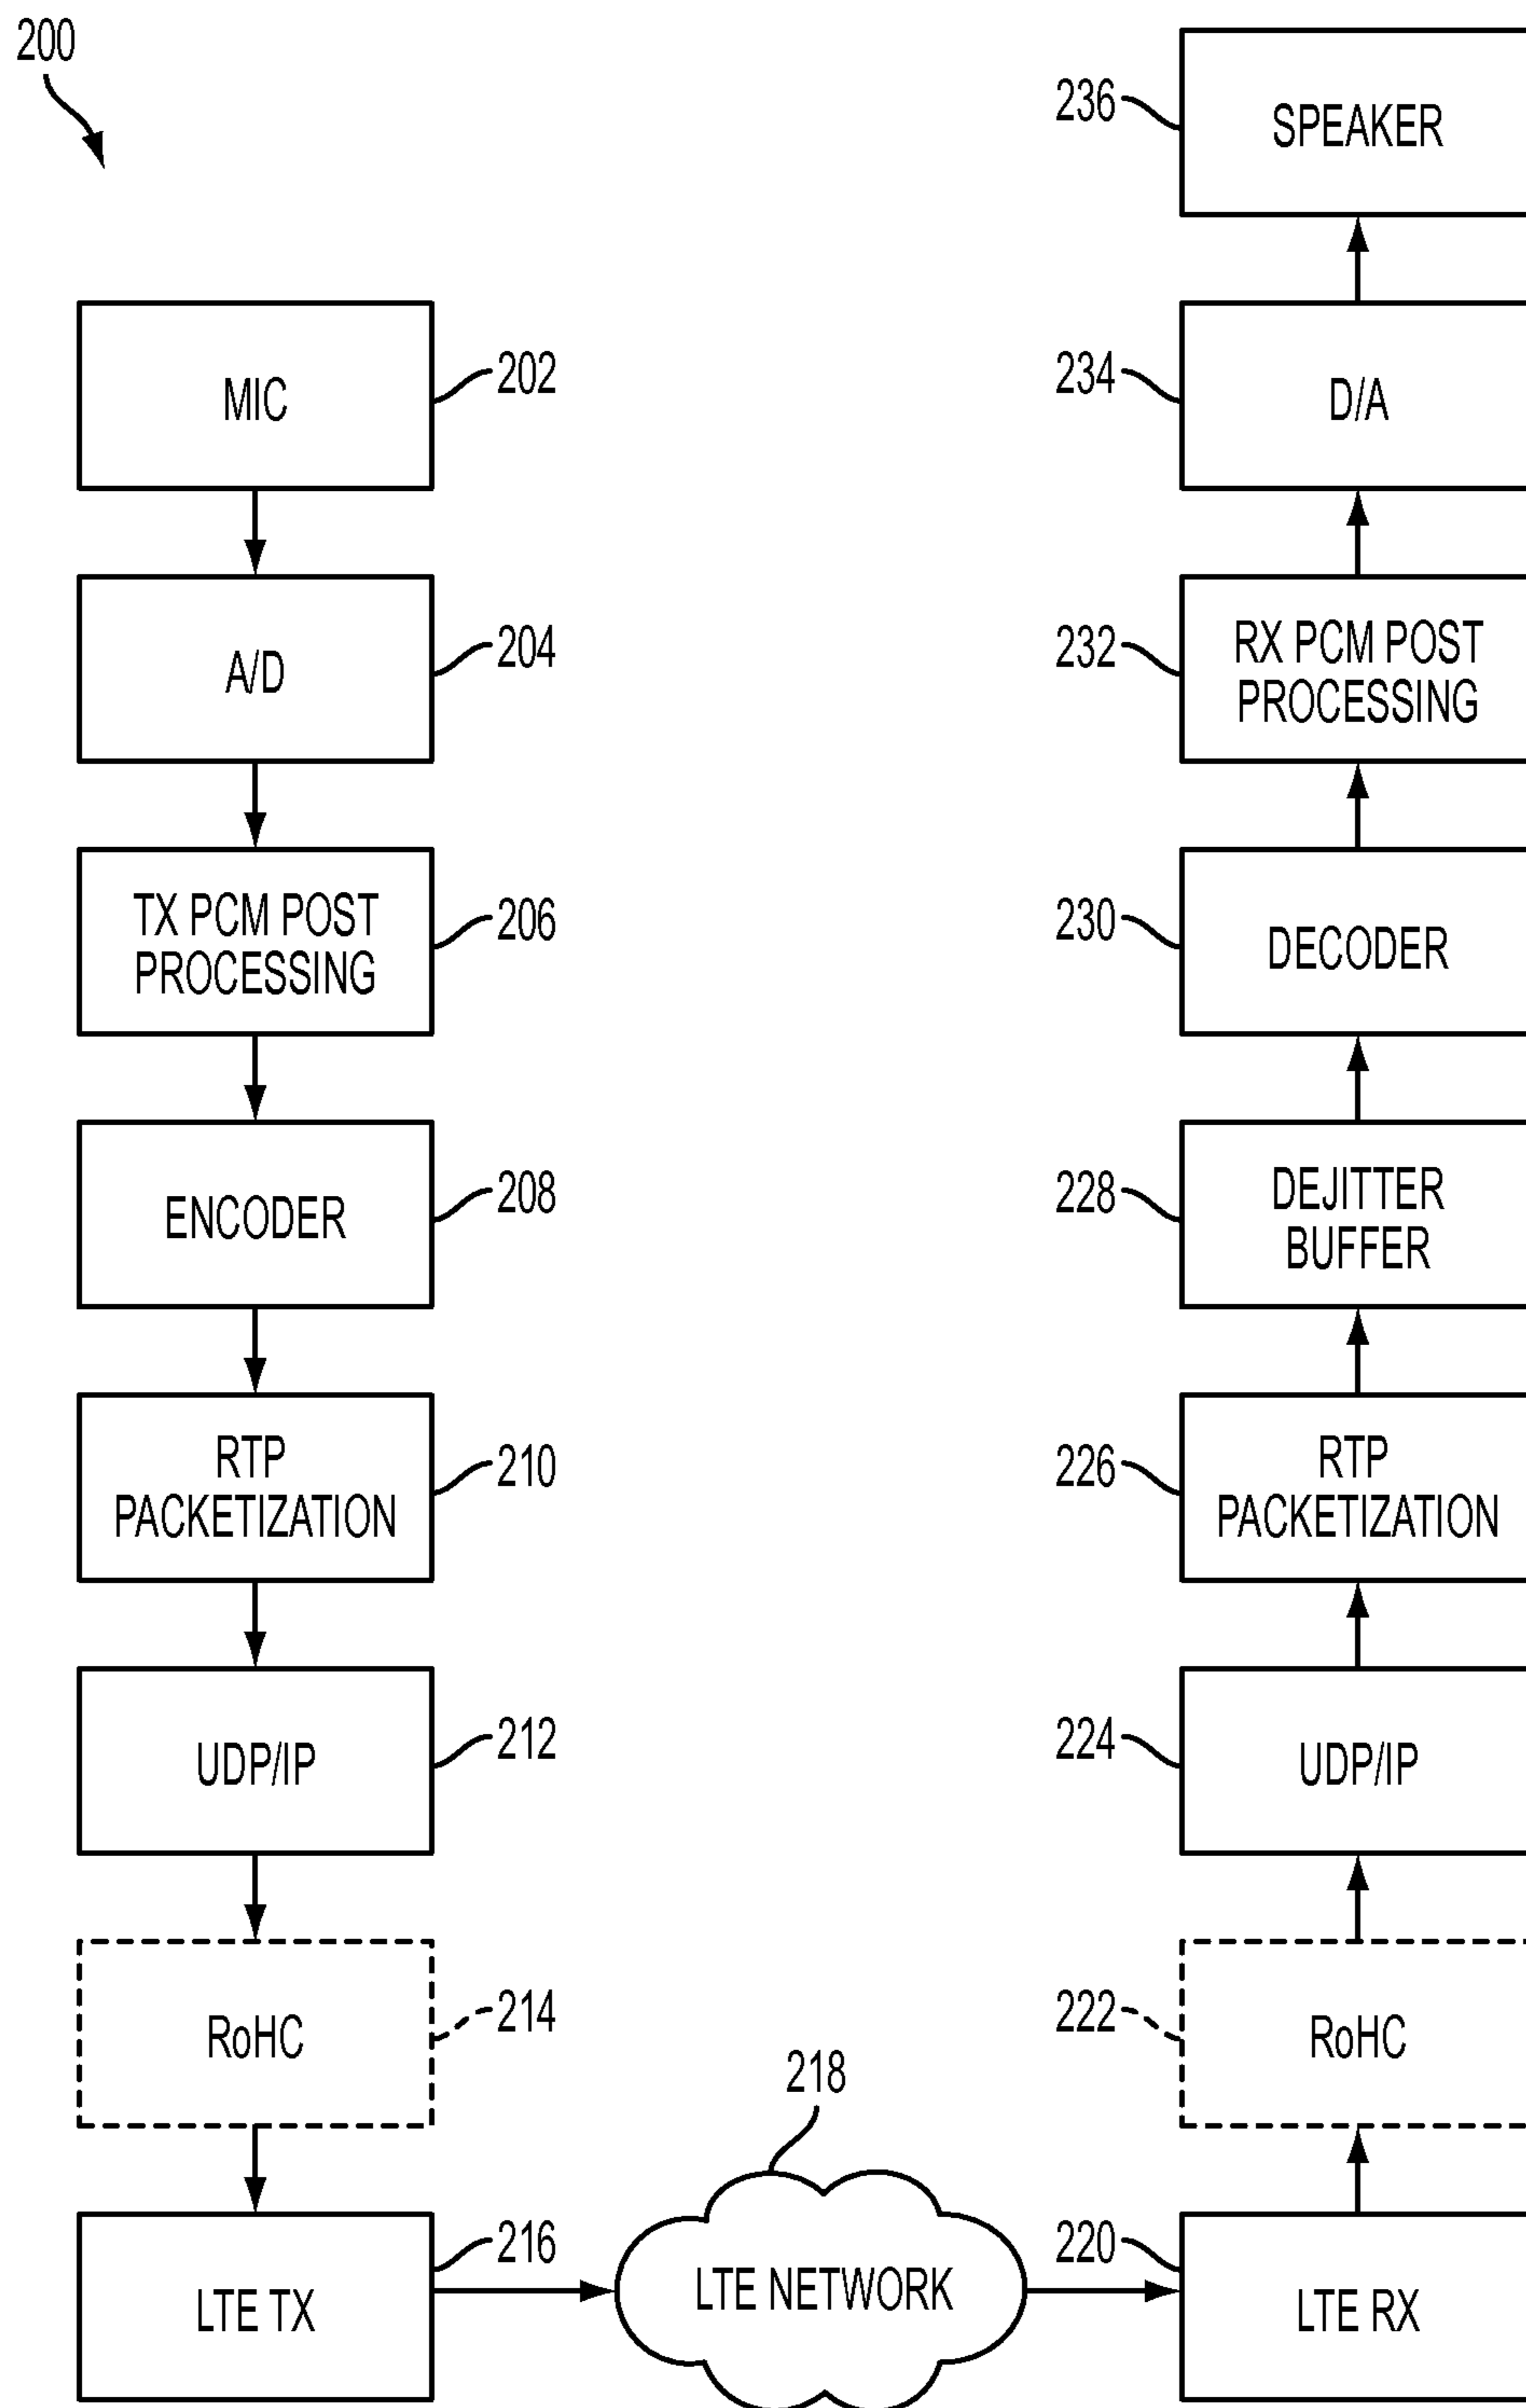 200
MIC
202
A/D
204
TX PCM POST
PROCESSING
206
ENCODER
208
RTP
PACKETIZATION
210
UDP/IP
212
RoHC
214
LTE TX
216
218
LTE NETWORK
220
LTE RX
222
RoHC
224
UDP/IP
226
RTP
PACKETIZATION
228
DEJITTER
BUFFER
230
DECODER
232
RX PCM POST
PROCESSING
234
D/A
236
SPEAKER